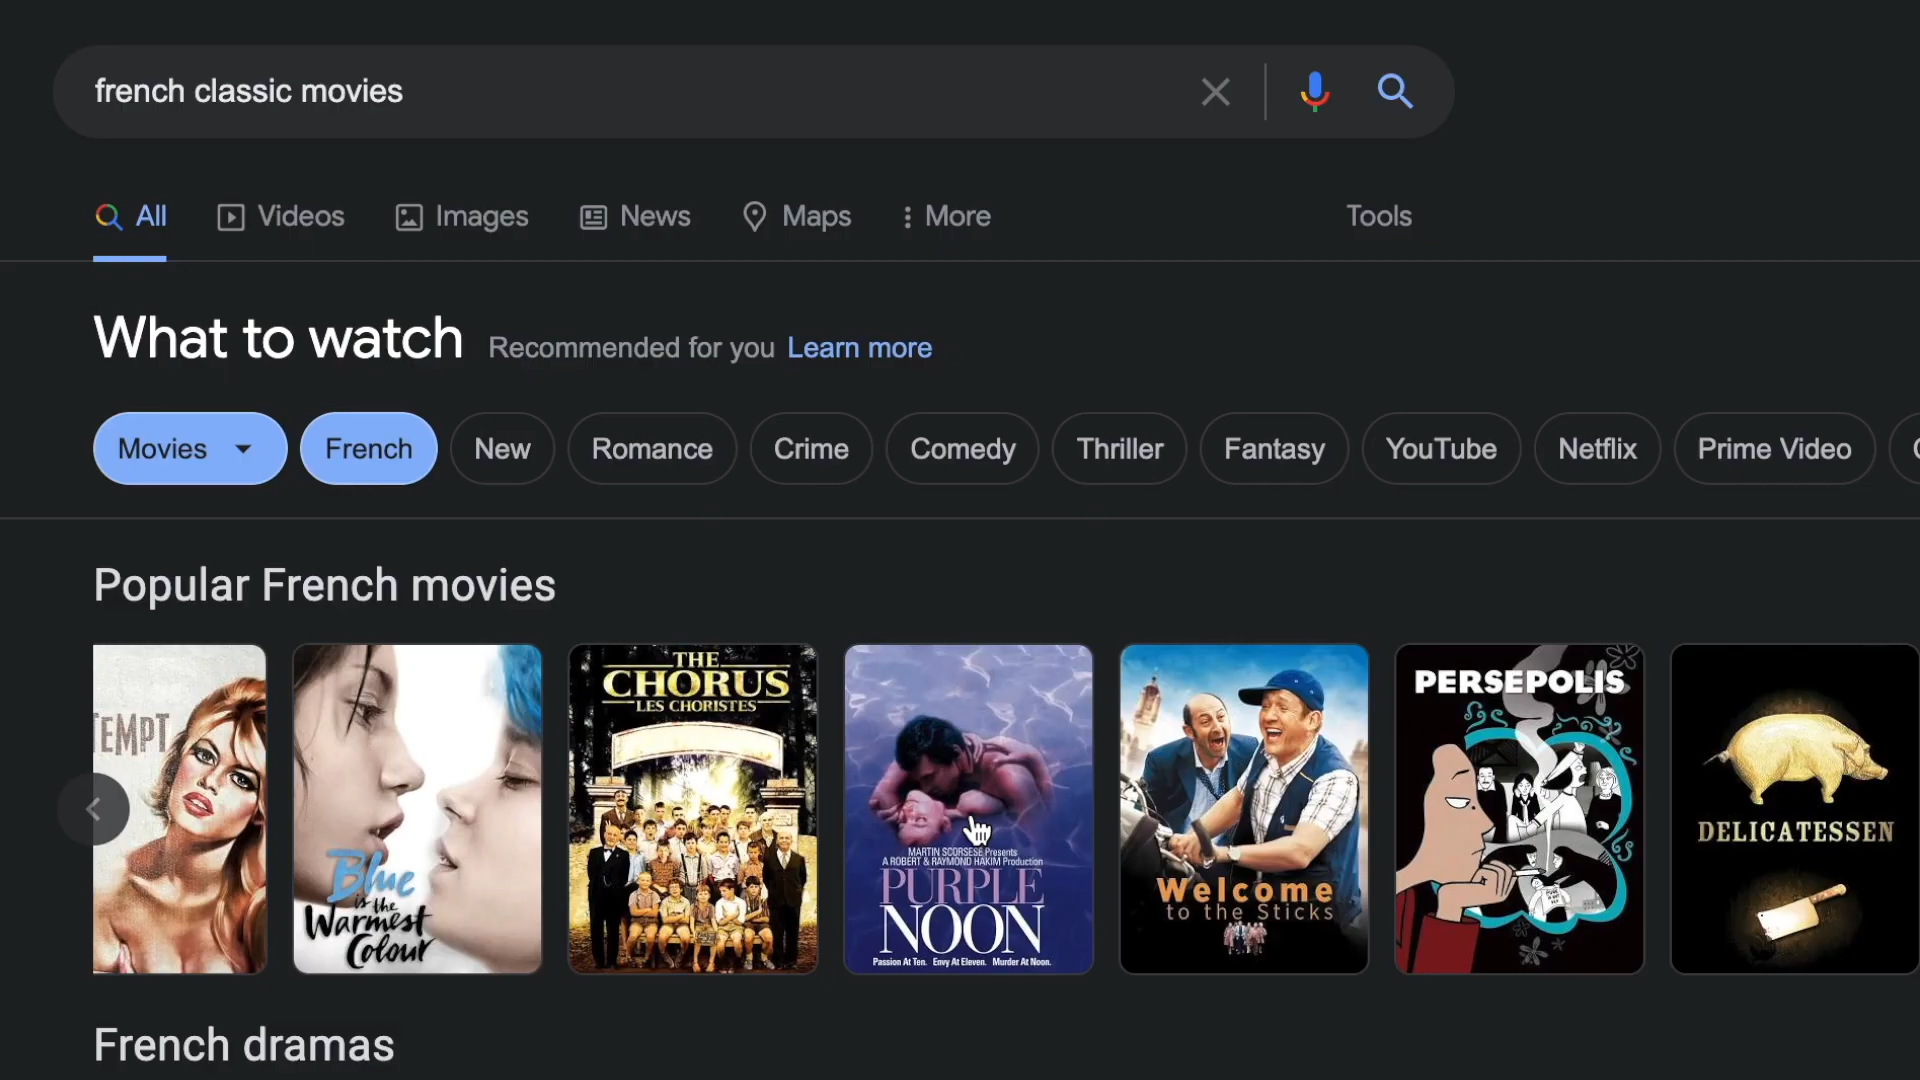 french classic movies
All Videos Images News Maps More Tools
What to watch Recommended for you Learn more
Movies French New Romance Crime Comedy Thriller Fantasy YouTube Netflix Prime Video
Popular French movies
TEMPT
Blue
is the
Warmest
Colour
THE
CHORUS
LES CHORISTES
MARTIN SCORSESE Presents
A ROBERT & RAYMOND HAKIM Production
PURPLE
NOON
Passion At Ten. Envy At Eleven. Murder At Noon.
Welcome
to the Sticks
PERSEPOLIS
DELICATESSEN
French dramas